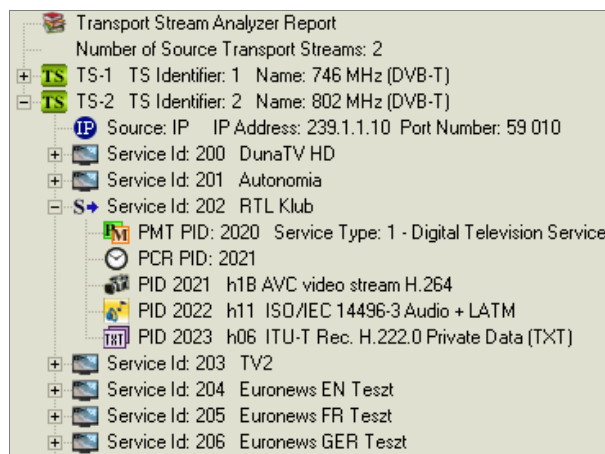 Transport Stream Analyzer Report
Number of Source Transport Streams: 2
TS TS-1 TS Identifier: 1 Name: 746 MHz (DVB-T)
TS TS-2 TS Identifier: 2 Name: 802 MHz (DVB-T)
IP Source: IP IP Address: 239.1.1.10 Port Number: 59 010
Service Id: 200 DunaTV HD
Service Id: 201 Autonomia
S Service Id: 202 RTL Klub
PM PMT PID: 2020 Service Type: 1 - Digital Television Service
PCR PID: 2021
PID 2021 h1B AVC video stream H.264
PID 2022 h11 ISO/IEC 14496-3 Audio + LATM
TXT PID 2023 h06 ITU-T Rec. H.222.0 Private Data (TXT)
Service Id: 203 TV2
Service Id: 204 Euronews EN Teszt
Service Id: 205 Euronews FR Teszt
Service Id: 206 Euronews GER Teszt